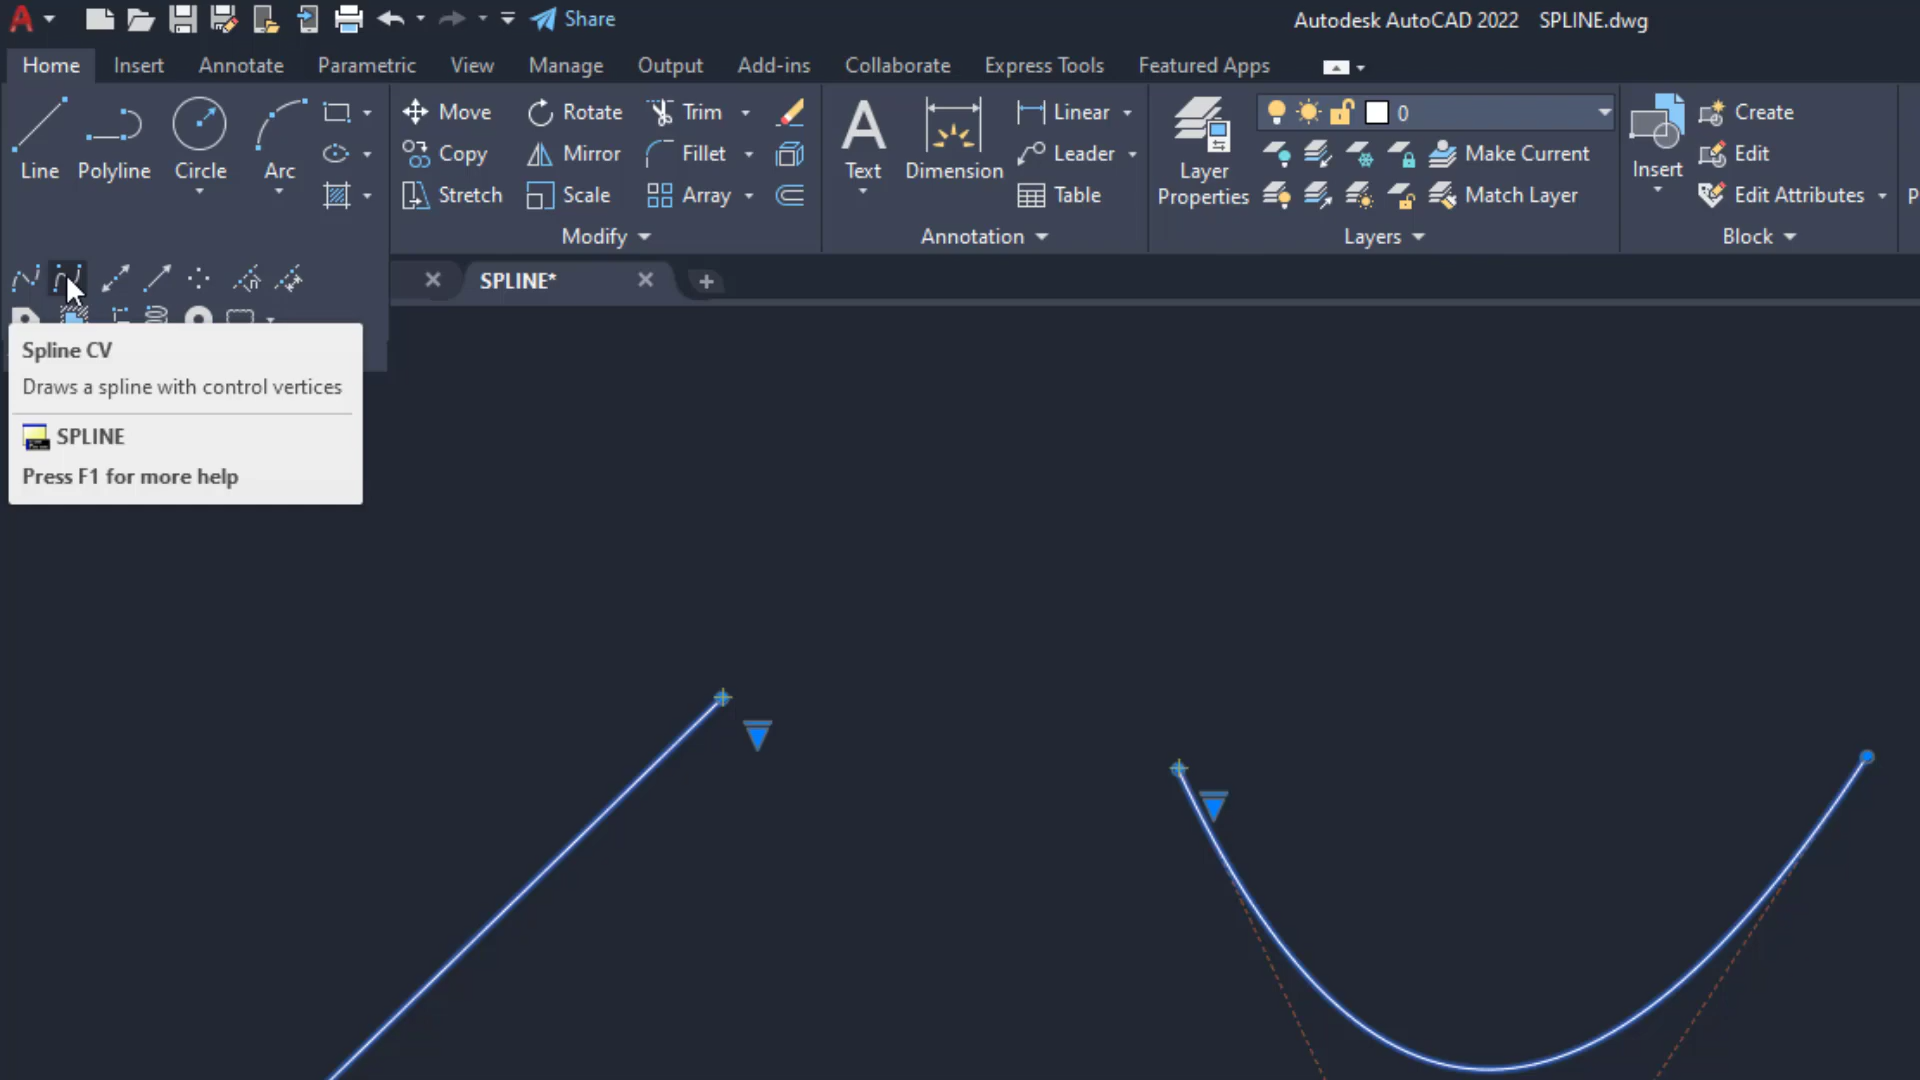 Share
Autodesk AutoCAD 2022 SPLINE.dwg
Home Insert Annotate Parametric View Manage Output Add-ins Collaborate Express Tools Featured Apps
Line Polyline Circle Arc
Move Rotate Trim
Copy Mirror Fillet
Stretch Scale Array
Modify
Text Dimension
Linear
Leader
Table
Annotation
Layer
Properties
0
Make Current
Match Layer
Layers
Insert
Create
Edit
Edit Attributes
Block
P
SPLINE*
Spline CV
Draws a spline with control vertices
SPLINE
Press F1 for more help